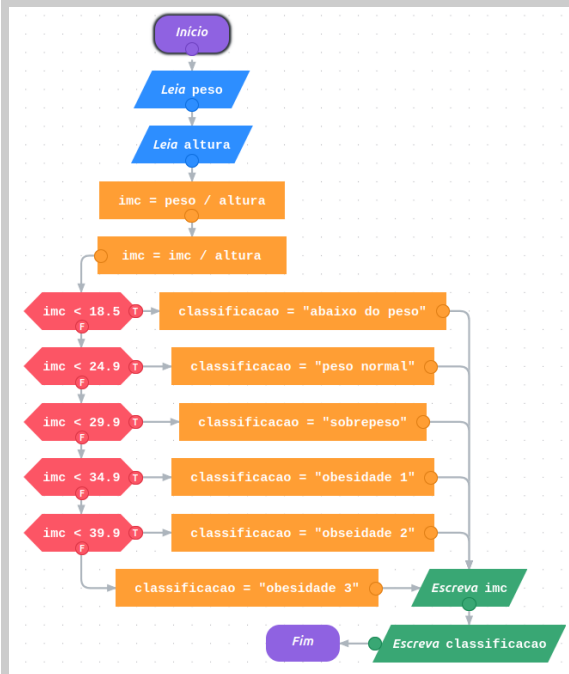 Início
Leia peso
Leia altura
imc = peso / altura
imc = imc / altura
imc < 18.5 T classificacao = "abaixo do peso"
F
imc < 24.9 T classificacao = "peso normal"
F
imc < 29.9 T classificacao = "sobrepeso"
F
imc < 34.9 T classificacao = "obesidade 1"
F
imc < 39.9 T classificacao = "obseidade 2"
F
classificacao = "obesidade 3" Escreva imc
Fim Escreva classificacao